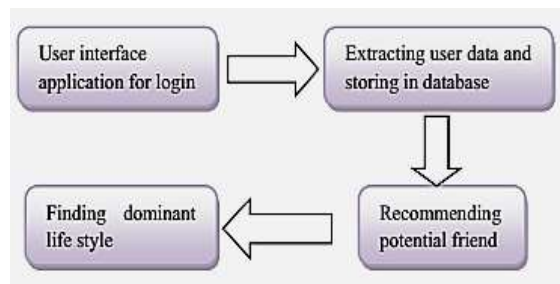 User interface
application for login
Extracting user data and
storing in database
Recommending
potential friend
Finding dominant
life style